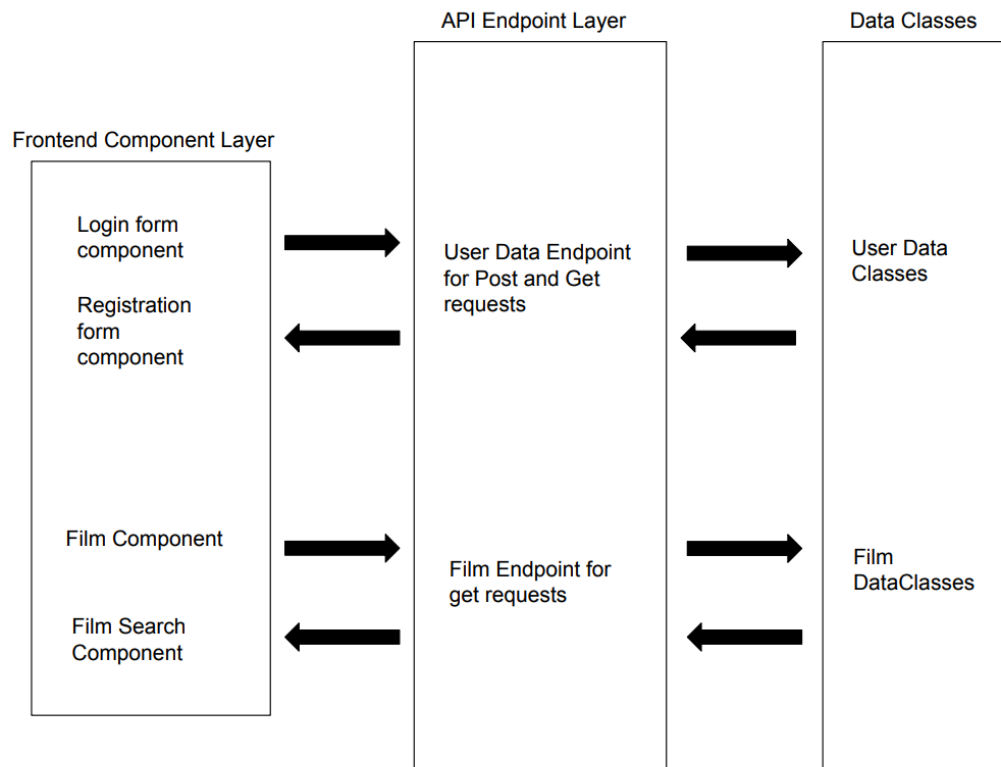 API Endpoint Layer
Data Classes
Frontend Component Layer
Login form
component
User Data Endpoint
for Post and Get
requests
User Data
Classes
Registration
form
component
Film Component
Film Endpoint for
get requests
Film
DataClasses
Film Search
Component